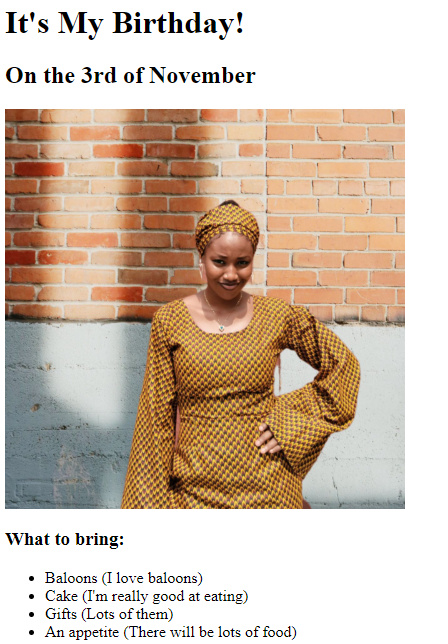 It's My Birthday!
On the 3rd of November
What to bring:
Baloons (I love baloons)
Cake (I'm really good at eating)
Gifts (Lots of them)
An appetite (There will be lots of food)